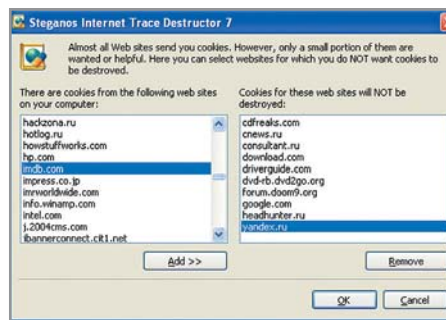 Steganos Internet Trace Destructor 7
Almost all Web sites send you cookies. However, only a small portion of them are
wanted or helpful. Here you can select websites for which you do NOT want cookies to
be destroyed.
There are cookies from the following web sites
on your computer:
hackzona.ru
hotlog.ru
howstuffworks.com
hp.com
imdb.com
impress.co.jp
imrworldwide.com
info.winamp.com
intel.com
j.2004cms.com
jbannerconnect.cit1.net
Add >>
Cookies for these web sites will NOT be
destroyed:
cdfreaks.com
cnews.ru
consultant.ru
download.com
driverguide.com
dvd-rb.dvd2go.org
forum.doom9.org
google.com
headhunter.ru
yandex.ru
Remove
OK
Cancel